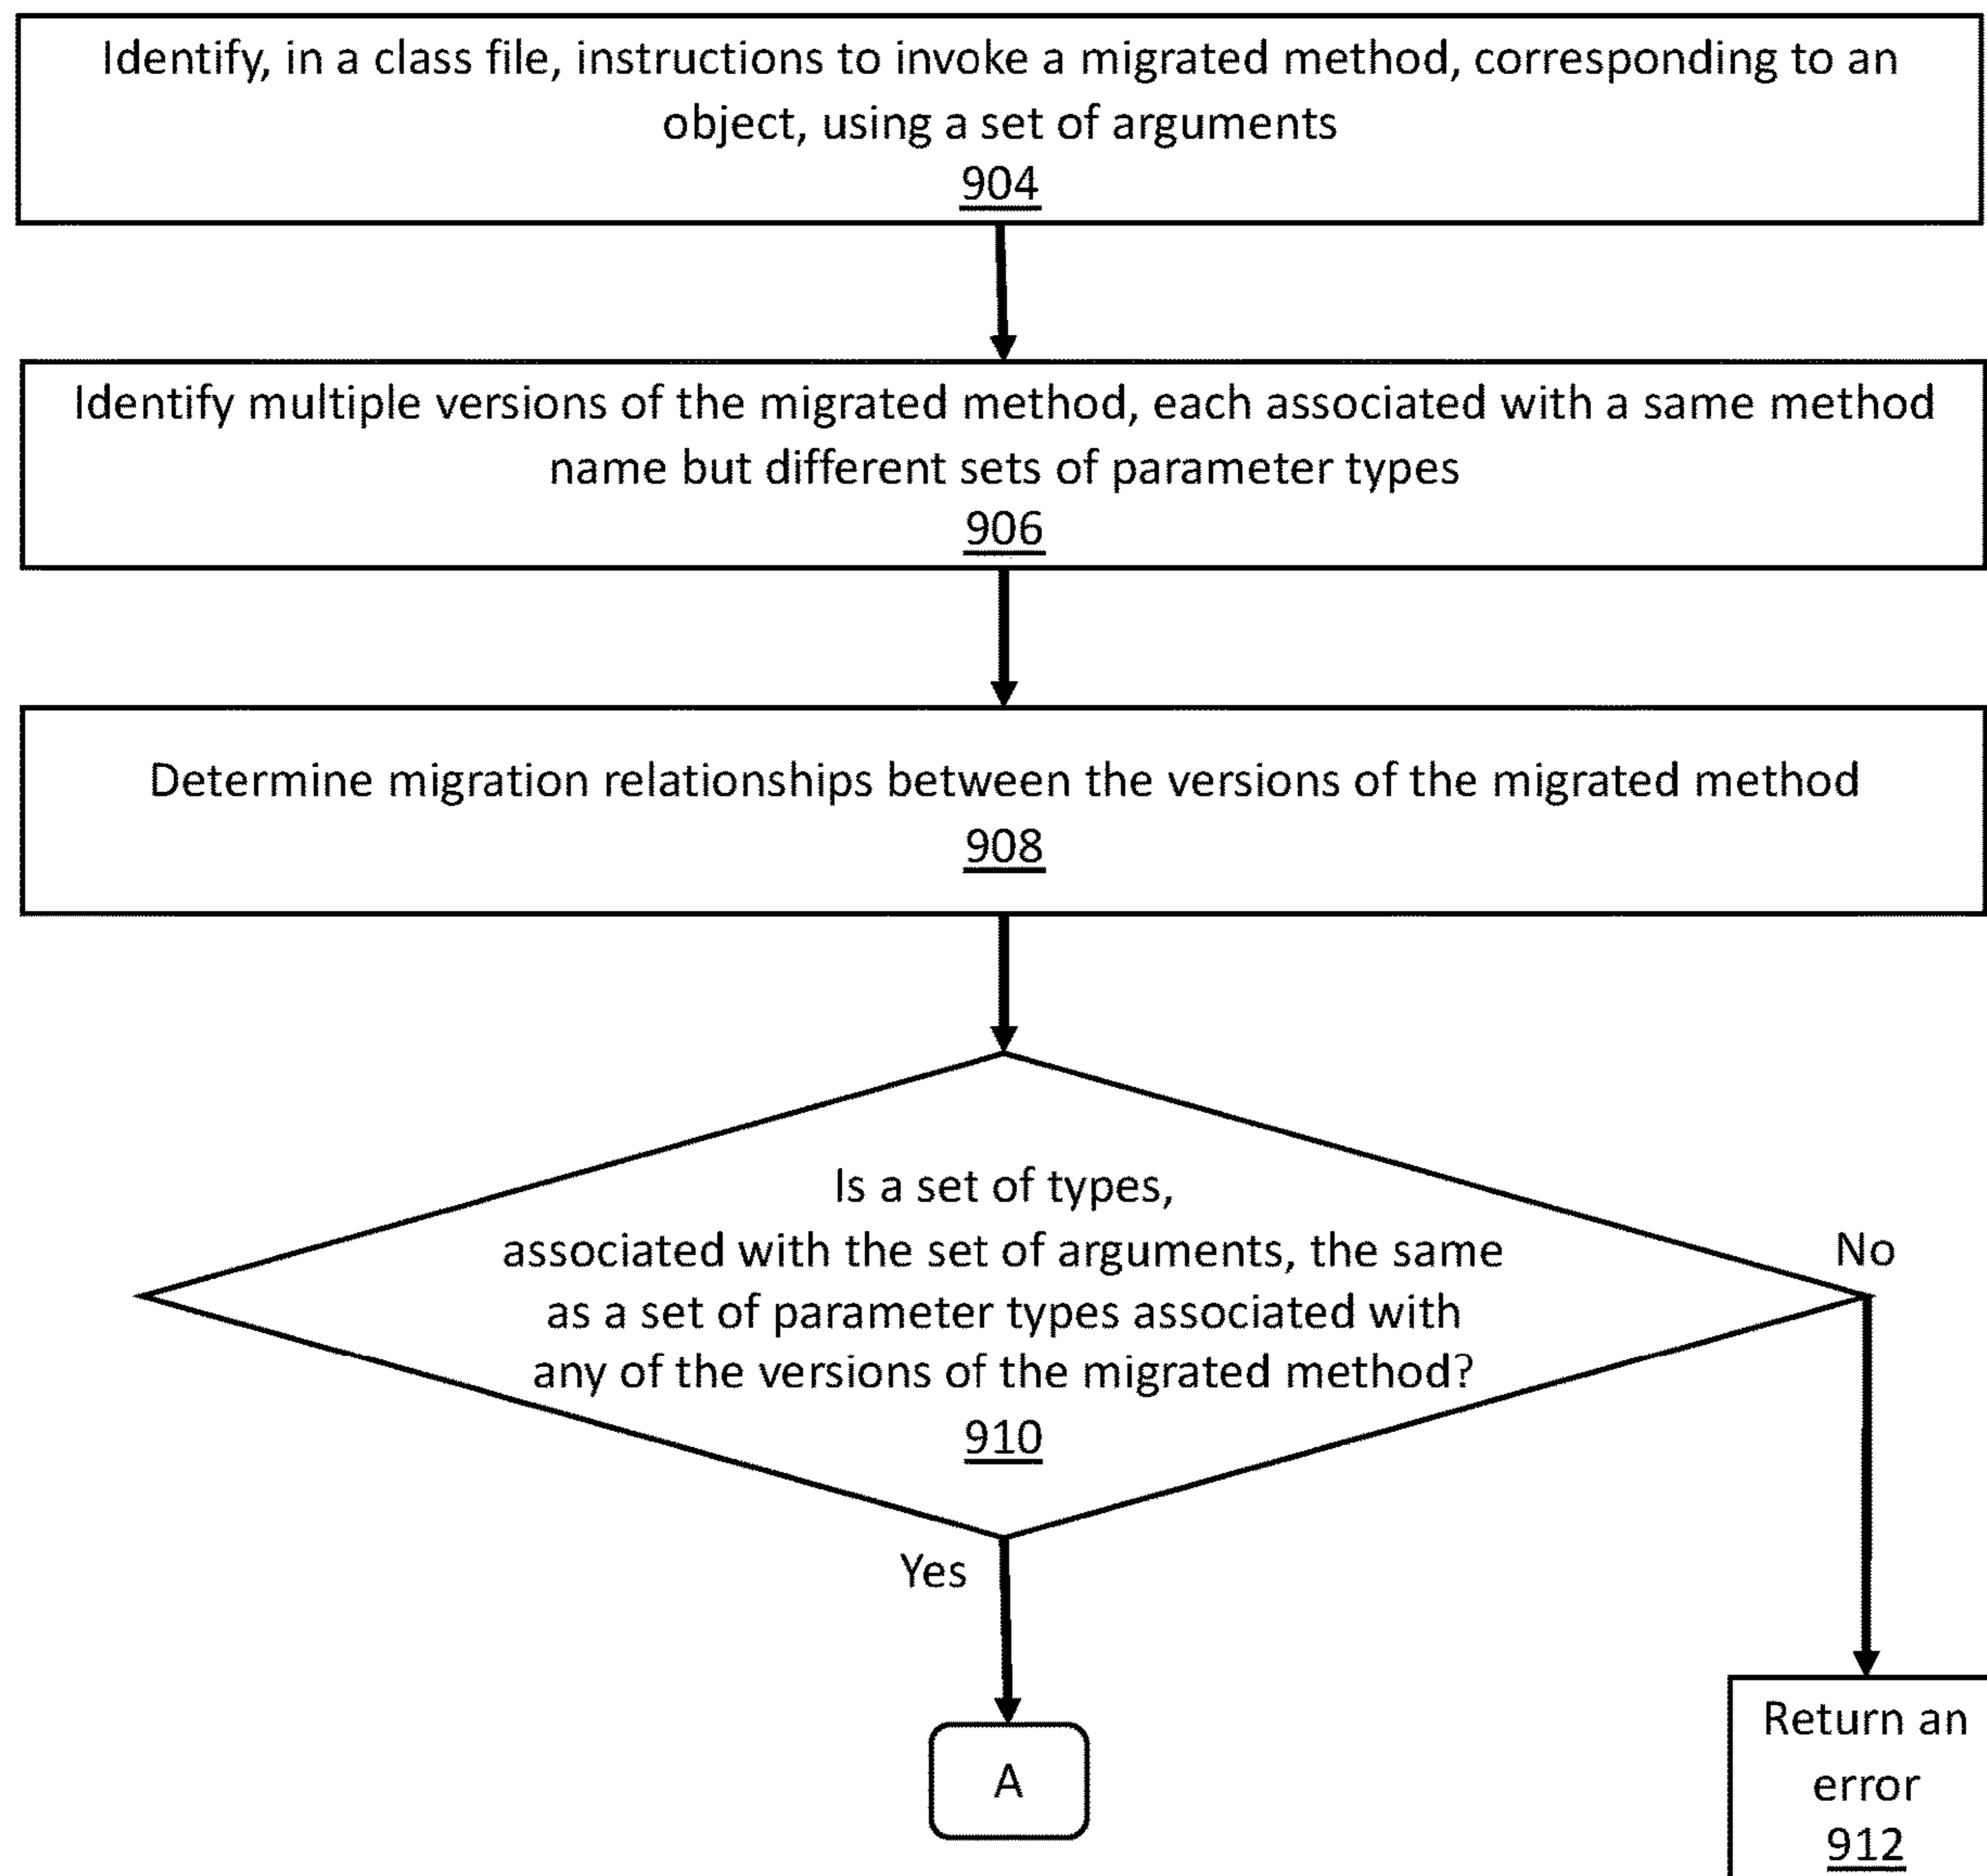 Identify, in a class file, instructions to invoke a migrated method, corresponding to an
object, using a set of arguments
904
Identify multiple versions of the migrated method, each associated with a same method
name but different sets of parameter types
906
Determine migration relationships between the versions of the migrated method
908
Is a set of types,
associated with the set of arguments, the same
as a set of parameter types associated with
any of the versions of the migrated method?
910
No
Yes
A
Return an
error
912